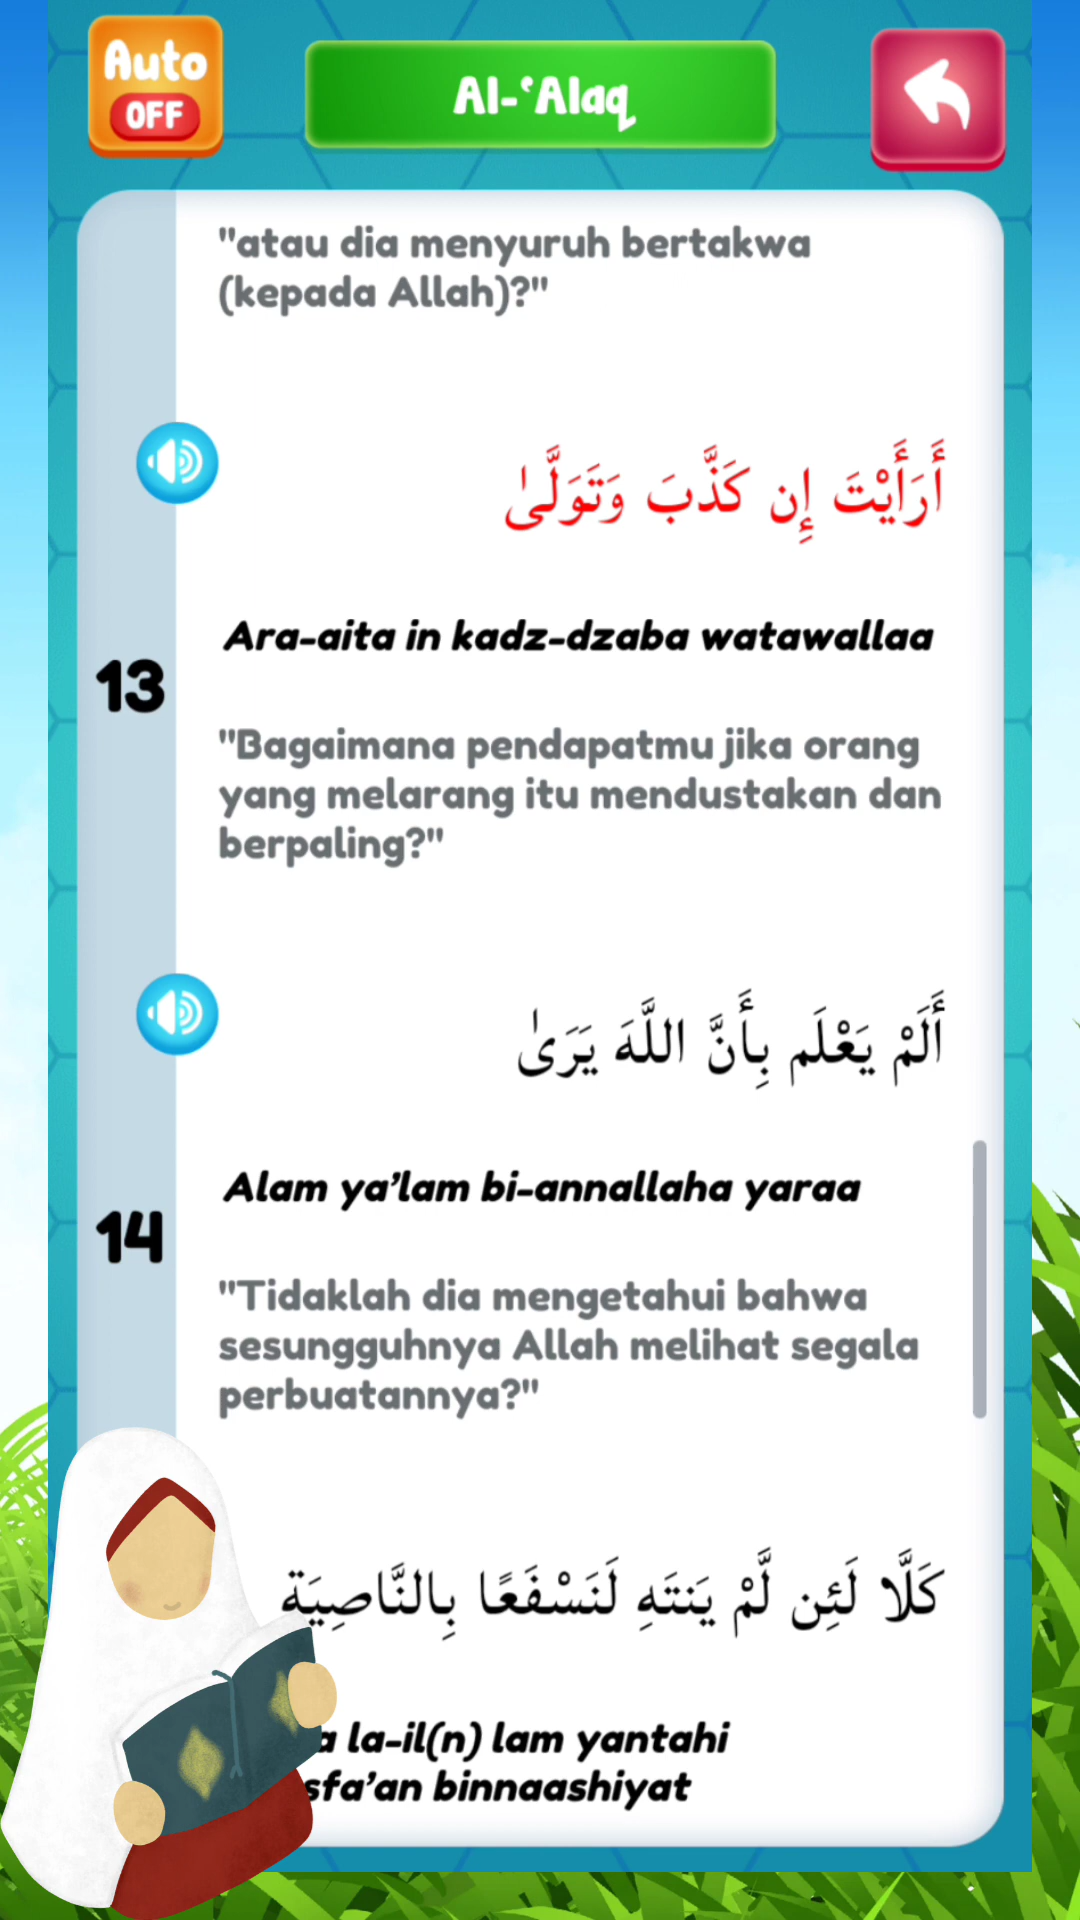 Auto
OFF
Al-‘Alaq
"atau dia menyuruh bertakwa
(kepada Allah)?"
أَرَأَيْتَ إِن كَذَّبَ وَتَوَلَّىٰ
Ara-aita in kadz-dzaba watawallaa
13
"Bagaimana pendapatmu jika orang
yang melarang itu mendustakan dan
berpaling?"
أَلَمْ يَعْلَم بِأَنَّ اللَّهَ يَرَىٰ
Alam ya’lam bi-annallaha yaraa
14
"Tidaklah dia mengetahui bahwa
sesungguhnya Allah melihat segala
perbuatannya?"
كَلَّا لَئِن لَّمْ يَنتَهِ لَنَسْفَعًا بِالنَّاصِيَة
la-il(n) lam yantahi
binnaashiyat